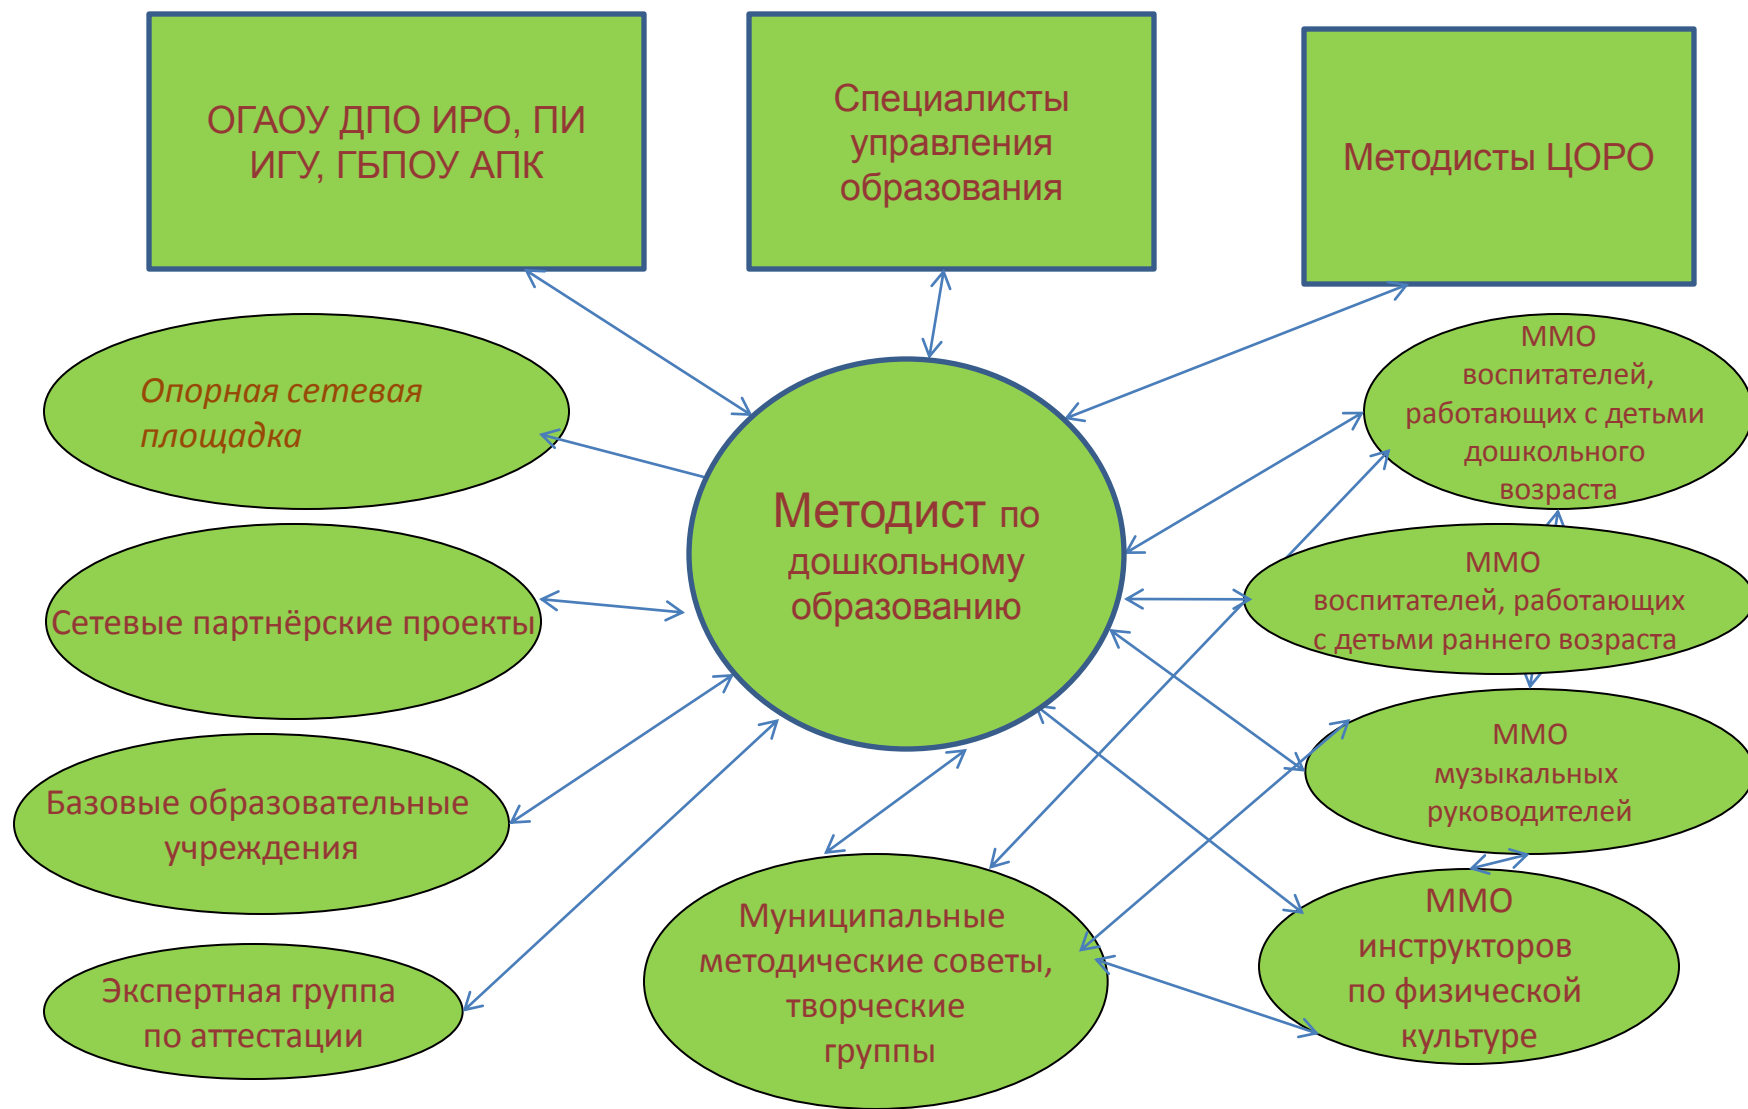 ОГАОУ ДПО ИРО, ПИ
ИГУ, ГБПОУ АПК
Специалисты
управления
образования
Методисты ЦОРО
Опорная сетевая
площадка
Методист по
дошкольному
образованию
ММО
воспитателей,
работающих с детьми
дошкольного
возраста
Сетевые партнёрские проекты
ММО
воспитателей, работающих
с детьми раннего возраста
Базовые образовательные
учреждения
ММО
музыкальных
руководителей
Экспертная группа
по аттестации
Муниципальные
методические советы,
творческие
группы
ММО
инструкторов
по физической
культуре